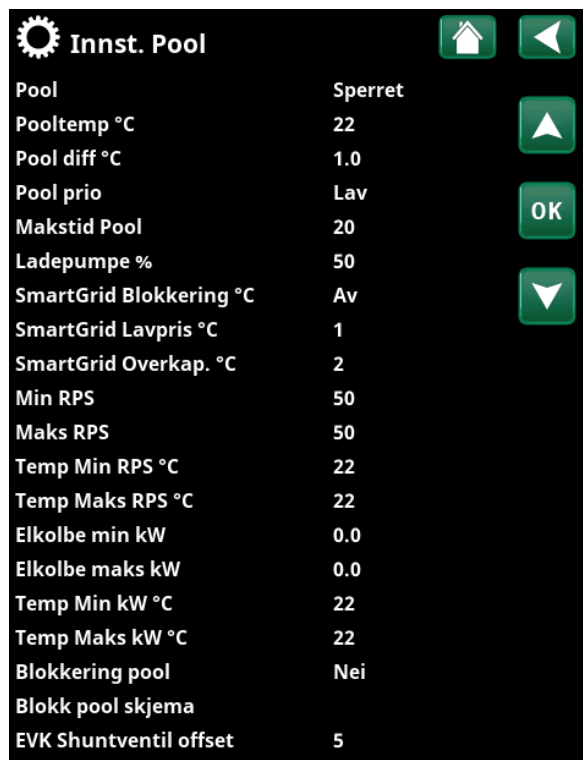 Innst. Pool
Pool Sperret
Pooltemp °C 22
Pool diff °C 1.0
Pool prio Lav
OK
Makstid Pool 20
Ladepumpe % 50
SmartGrid Blokkering °C Av
SmartGrid Lavpris °C 1
SmartGrid Overkap. °C 2
Min RPS 50
Maks RPS 50
Temp Min RPS °C 22
Temp Maks RPS °C 22
Elkolbe min kW 0.0
Elkolbe maks kW 0.0
Temp Min kW °C 22
Temp Maks kW °C 22
Blokkering pool Nei
Blokk pool skjema
EVK Shuntventil offset 5